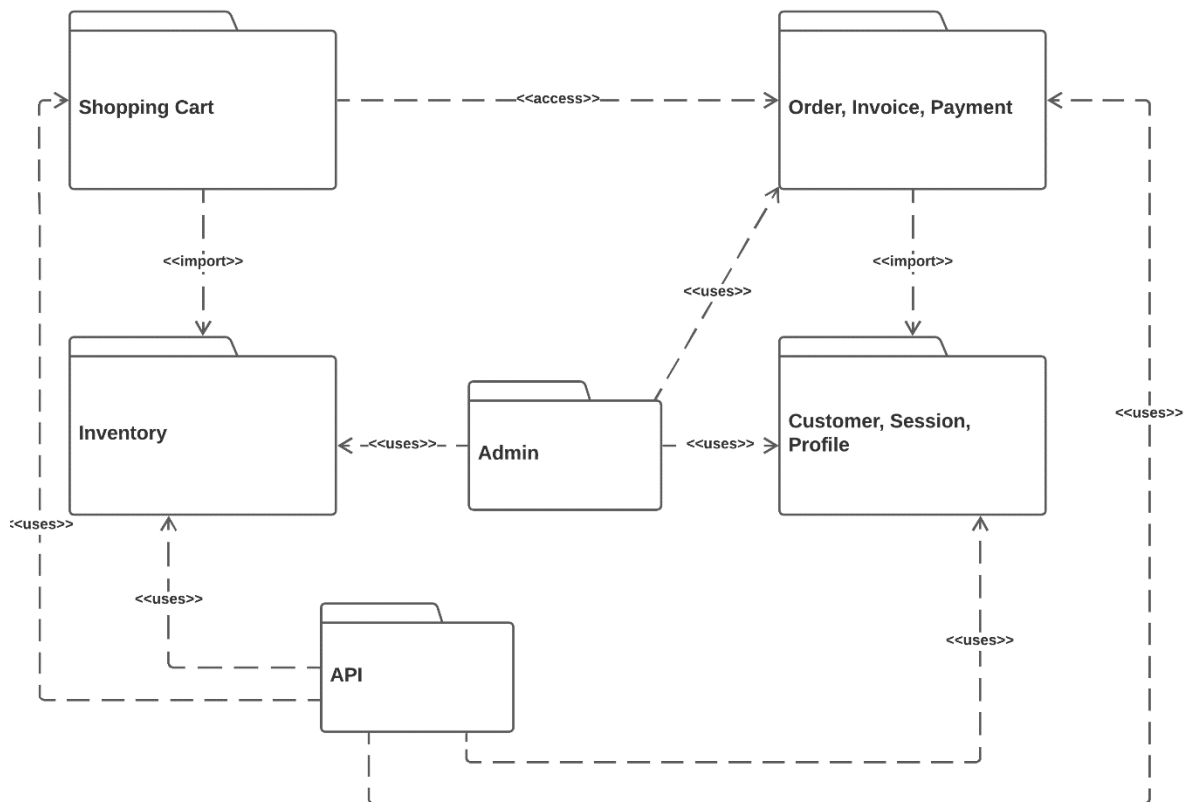 Shopping Cart
<<access>>
Order, Invoice, Payment
<<import>>
<<import>>
<<uses>>
Inventory
<<uses>>
Admin
<<uses>>
Customer, Session,
Profile
<<uses>>
<<uses>>
<<uses>>
<<uses>>
API